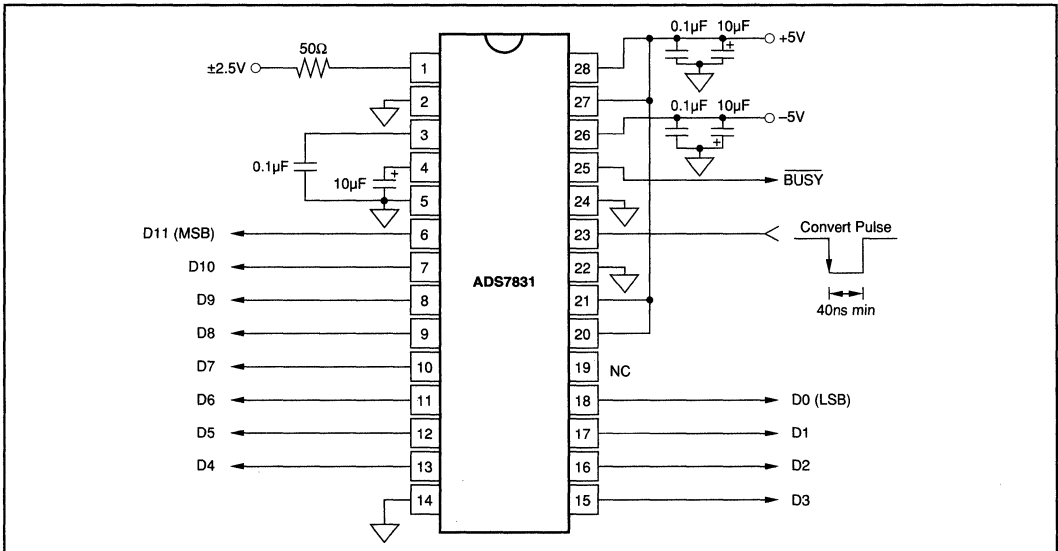 0.1µF 10µF
+5V
50Ω
±2.5V
1
28
2
27
0.1µF 10µF
3
26
–5V
0.1µF
4
25
10µF
BUSY
5
24
Convert Pulse
D11 (MSB)
6
23
D10
7
22
ADS7831
D9
8
21
40ns min
D8
9
20
D7
10
19
NC
D6
11
18
D0 (LSB)
D5
12
17
D1
D4
13
16
D2
14
15
D3